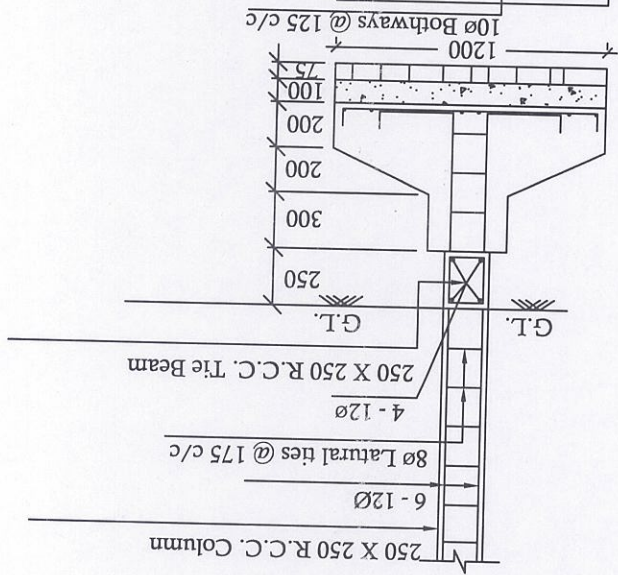 250 X 250 R.C.C. Column
6 - 12Ø
8ø Latural ties @ 175 c/c
4 - 12ø
250 X 250 R.C.C. Tie Beam
G.L.
G.L.
250
300
200
200
100
75
1200
10ø Bothways @ 125 c/c